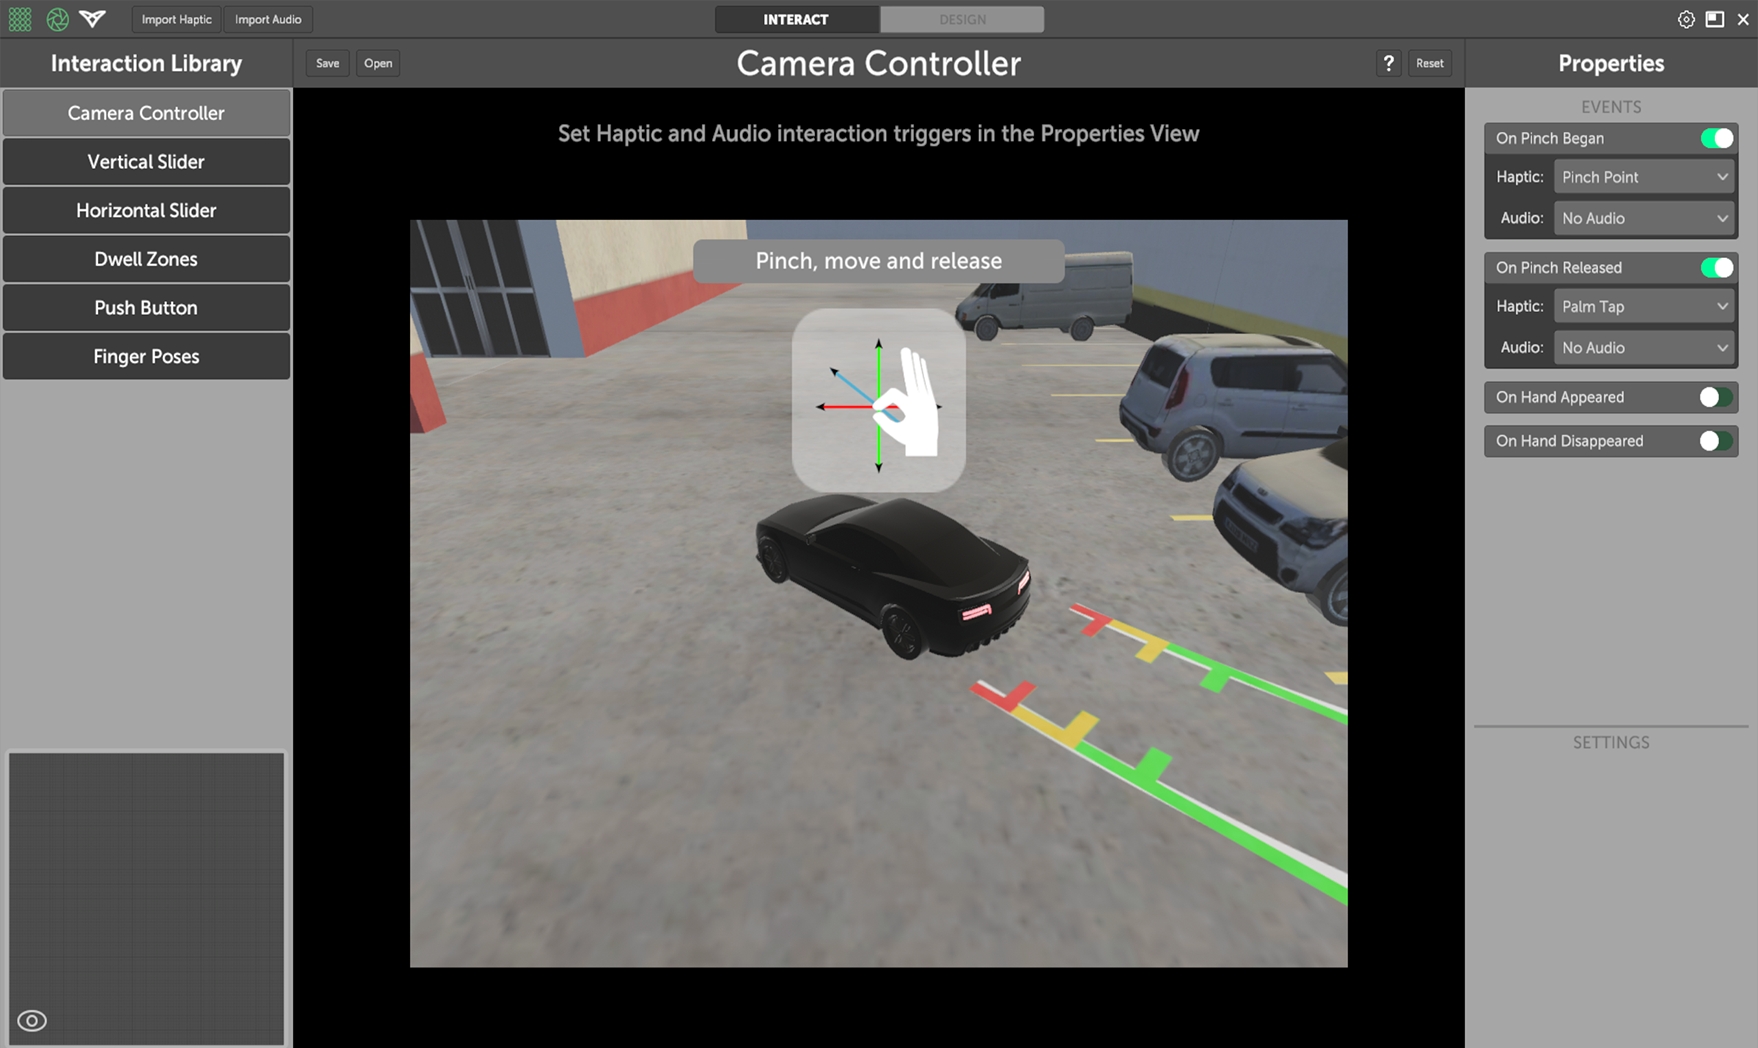 Import Haptic
Import Audio
INTERACT
DESIGN
Interaction Library
Save
Open
Camera Controller
?
Reset
Properties
Camera Controller
Vertical Slider
Horizontal Slider
Dwell Zones
Push Button
Finger Poses
Set Haptic and Audio interaction triggers in the Properties View
Pinch, move and release
EVENTS
On Pinch Began
Haptic: Pinch Point
Audio: No Audio
On Pinch Released
Haptic: Palm Tap
Audio: No Audio
On Hand Appeared
On Hand Disappeared
SETTINGS